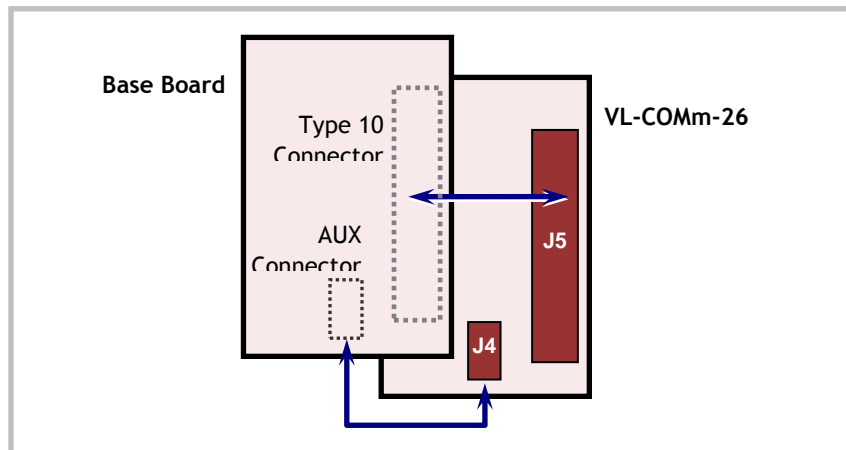 Base Board
VL-COMm-26
Type 10
Connector
J5
AUX
Connector
J4